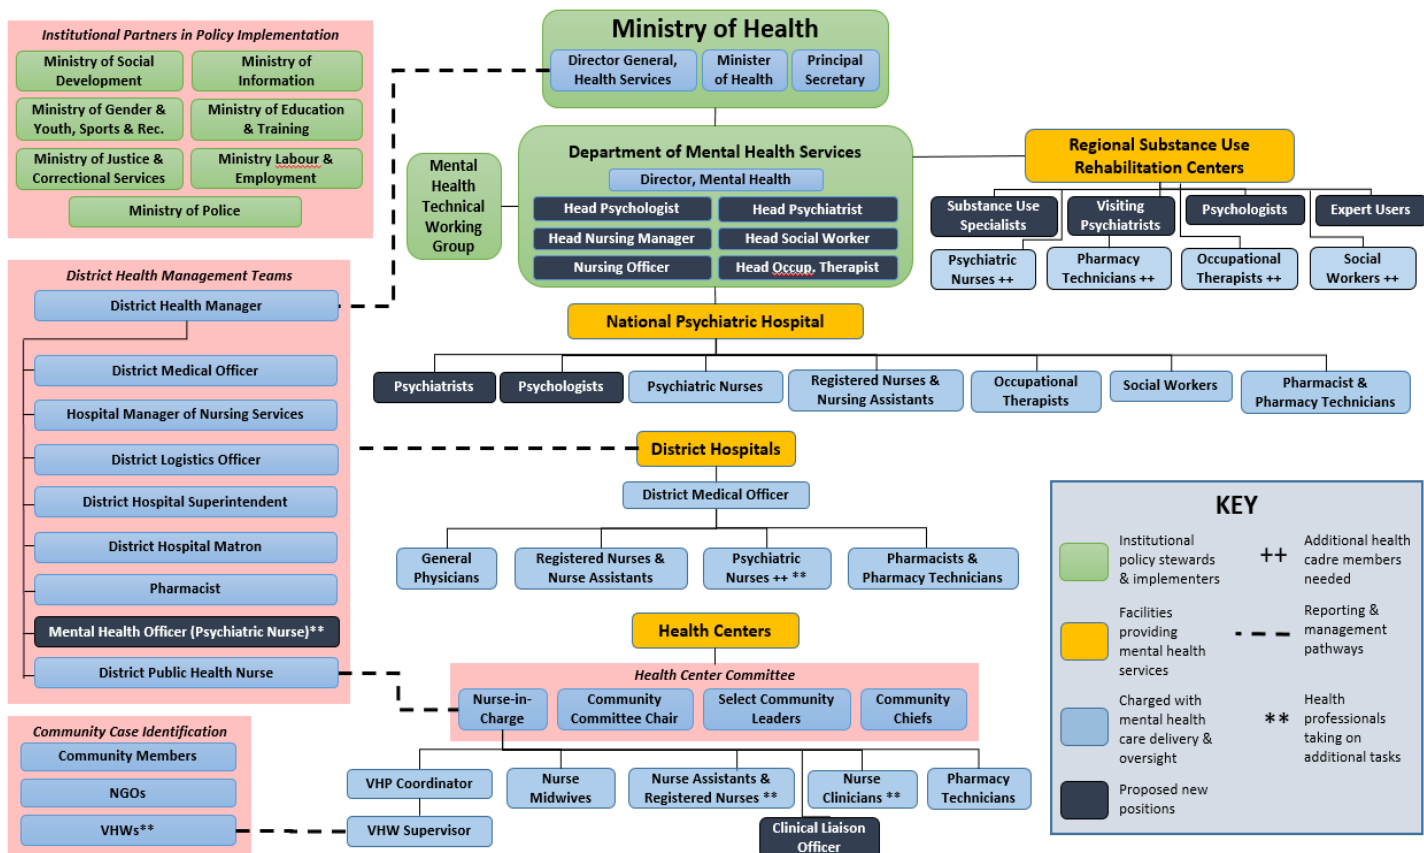 Institutional Partners in Policy Implementation
Ministry of Social
Development
Ministry of
Information
Ministry of Gender &
Youth, Sports & Rec.
Ministry of Education
& Training
Ministry of Justice &
Correctional Services
Ministry Labour &
Employment
Ministry of Police
Ministry of Health
Director General,
Health Services
Minister
of Health
Principal
Secretary
Mental
Health
Technical
Working
Group
Department of Mental Health Services
Director, Mental Health
Head Psychologist
Head Psychiatrist
Head Nursing Manager
Head Social Worker
Nursing Officer
Head Occup. Therapist
Regional Substance Use
Rehabilitation Centers
Substance Use
Specialists
Visiting
Psychiatrists
Psychologists
Expert Users
Psychiatric
Nurses ++
Pharmacy
Technicians ++
Occupational
Therapists ++
Social
Workers ++
District Health Management Teams
District Health Manager
District Medical Officer
Hospital Manager of Nursing Services
District Logistics Officer
District Hospital Superintendent
District Hospital Matron
Pharmacist
Mental Health Officer (Psychiatric Nurse)**
District Public Health Nurse
National Psychiatric Hospital
Psychiatrists
Psychologists
Psychiatric Nurses
Registered Nurses &
Nursing Assistants
Occupational
Therapists
Social Workers
Pharmacist &
Pharmacy Technicians
District Hospitals
District Medical Officer
General
Physicians
Registered Nurses &
Nurse Assistants
Psychiatric
Nurses ++ **
Pharmacists &
Pharmacy Technicians
Health Centers
Health Center Committee
Nurse-in-
Charge
Community
Committee Chair
Select Community
Leaders
Community
Chiefs
VHP Coordinator
VHW Supervisor
Nurse
Midwives
Nurse Assistants &
Registered Nurses **
Nurse
Clinicians **
Pharmacy
Technicians
Clinical Liaison
Officer
Community Case Identification
Community Members
NGOs
VHWs**
KEY
Institutional
policy stewards
& implementers
++
Additional health
cadre members
needed
Facilities
providing
mental health
services
Reporting &
management
pathways
Charged with
mental health
care delivery &
oversight
**
Health
professionals
taking on
additional tasks
Proposed new
positions